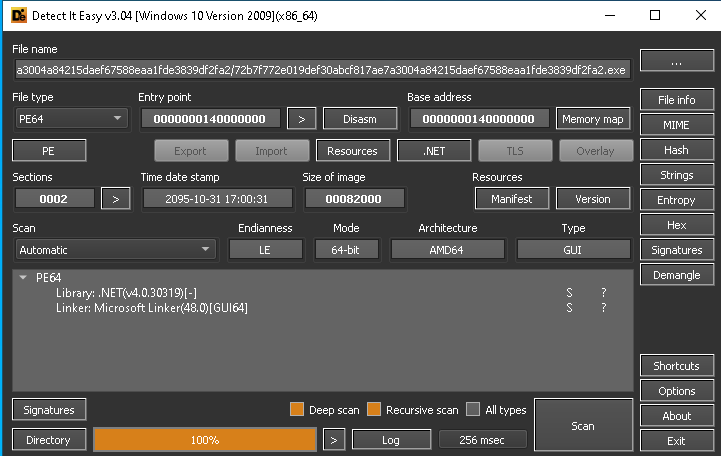 Detect It Easy v3.04 [Windows 10 Version 2009](x86_64)
File name
a3004a84215daef67588eaa1fde3839df2fa2/72b7f772e019def30abcf817ae7a3004a84215daef67588eaa1fde3839df2fa2.exe ...
File type Entry point Base address
PE64 0000000140000000 > Disasm 0000000140000000 Memory map
File info
MIME
Hash
Strings
Entropy
Hex
Signatures
Demangle
PE Export Import Resources .NET TLS Overlay
Sections Time date stamp Size of image Resources
0002 > 2095-10-31 17:00:31 00082000 Manifest Version
Scan Endianness Mode Architecture Type
Automatic LE 64-bit AMD64 GUI
PE64
Library: .NET(v4.0.30319)[-] S ?
Linker: Microsoft Linker(48.0)[GUI64] S ?
Shortcuts
Options
About
Exit
Signatures Deep scan Recursive scan All types Scan
Directory 100% > Log 256 msec